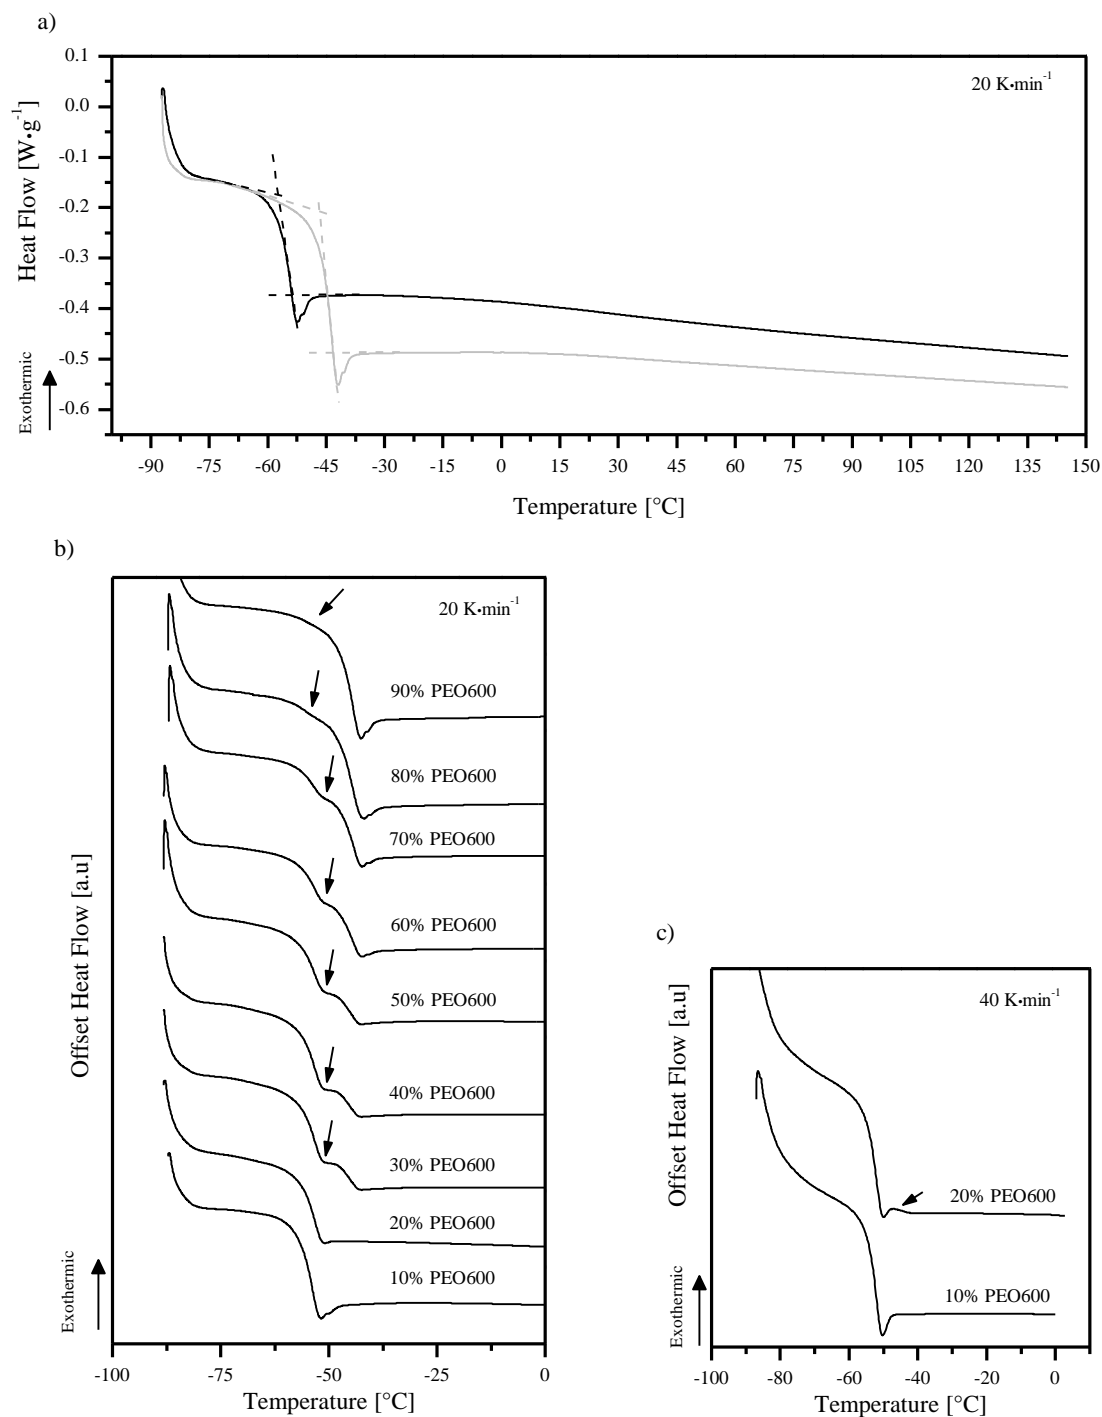 a)
20 K•min⁻¹
Heat Flow [W•g⁻¹]
Exothermic
0.1
0.0
-0.1
-0.2
-0.3
-0.4
-0.5
-0.6
-90 -75 -60 -45 -30 -15 0 15 30 45 60 75 90 105 120 135 150
Temperature [°C]
b)
20 K•min⁻¹
90% PEO600
80% PEO600
70% PEO600
60% PEO600
50% PEO600
40% PEO600
30% PEO600
20% PEO600
10% PEO600
Offset Heat Flow [a.u]
Exothermic
-100 -75 -50 -25 0
Temperature [°C]
c)
40 K•min⁻¹
20% PEO600
10% PEO600
Offset Heat Flow [a.u]
Exothermic
-100 -80 -60 -40 -20 0
Temperature [°C]